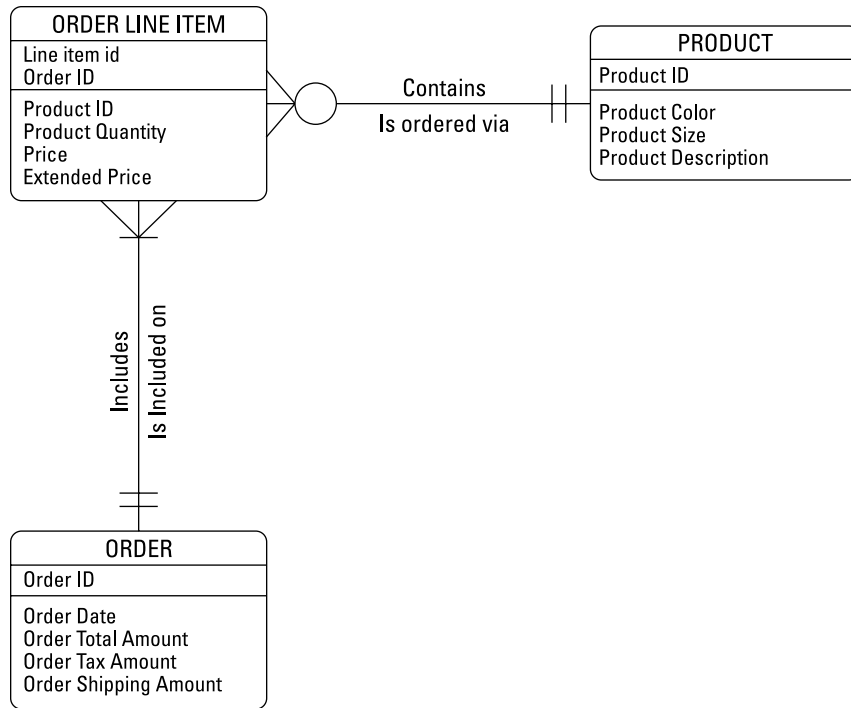 ORDER LINE ITEM
Line item id
Order ID
Product ID
Product Quantity
Price
Extended Price
Contains
Is ordered via
PRODUCT
Product ID
Product Color
Product Size
Product Description
Includes
Is Included on
ORDER
Order ID
Order Date
Order Total Amount
Order Tax Amount
Order Shipping Amount